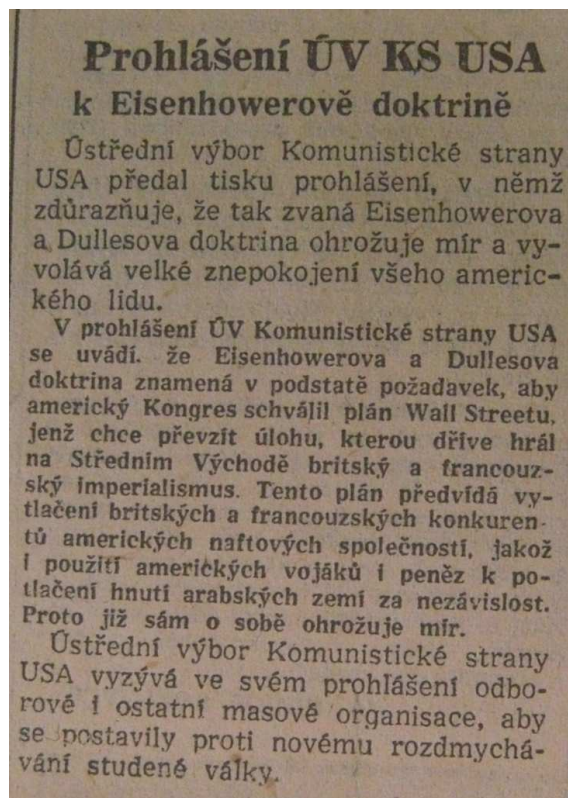 Prohlášení ÚV KS USA
k Eisenhowerově doktrině
Ústřední výbor Komunistické strany
USA předal tisku prohlášení, v němž
zdůrazňuje, že tak zvaná Eisenhowerova
a Dullesova doktrina ohrožuje mír a vy-
volává velké znepokojení všeho americ-
kého lidu.
V prohlášení ÚV Komunistické strany USA
se uvádí. že Eisenhowerova a Dullesova
doktrina znamená v podstatě požadavek, aby
americký Kongres schválil plán Wall Streetu,
jenž chce převzít úlohu, kterou dříve hrál
na Středním Východě britský a francouz-
ský imperialismus. Tento plán předvídá vy-
tlačení britských a francouzských konkuren-
tů amerických naftových společností, jakož
i použití amerických vojáků i peněz k po-
tlačení hnutí arabských zemí za nezávislost.
Proto již sám o sobě ohrožuje mír.
Ústřední výbor Komunistické strany
USA vyzývá ve svém prohlášení odbo-
rové i ostatní masové organisace, aby
se postavily proti novému rozdmychá-
vání studené války.